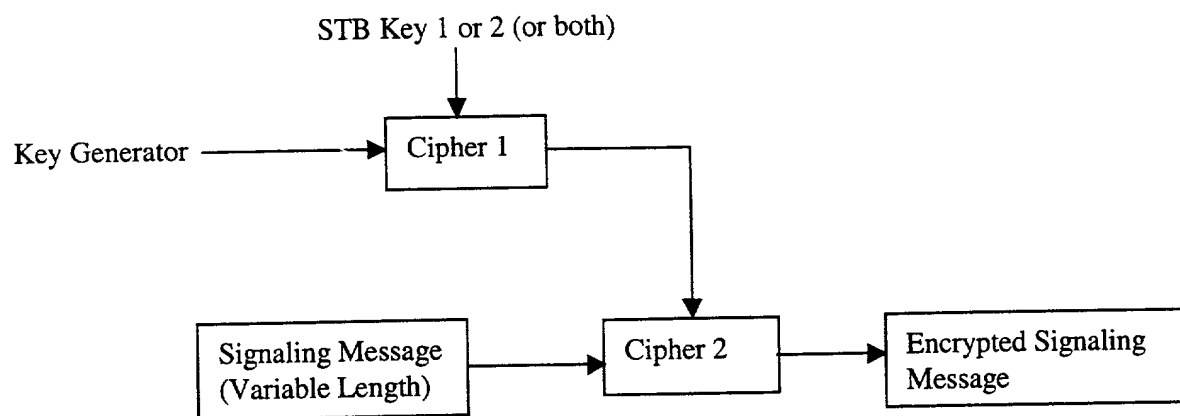 STB Key 1 or 2 (or both)
Key Generator
Cipher 1
Signaling Message
(Variable Length)
Cipher 2
Encrypted Signaling
Message